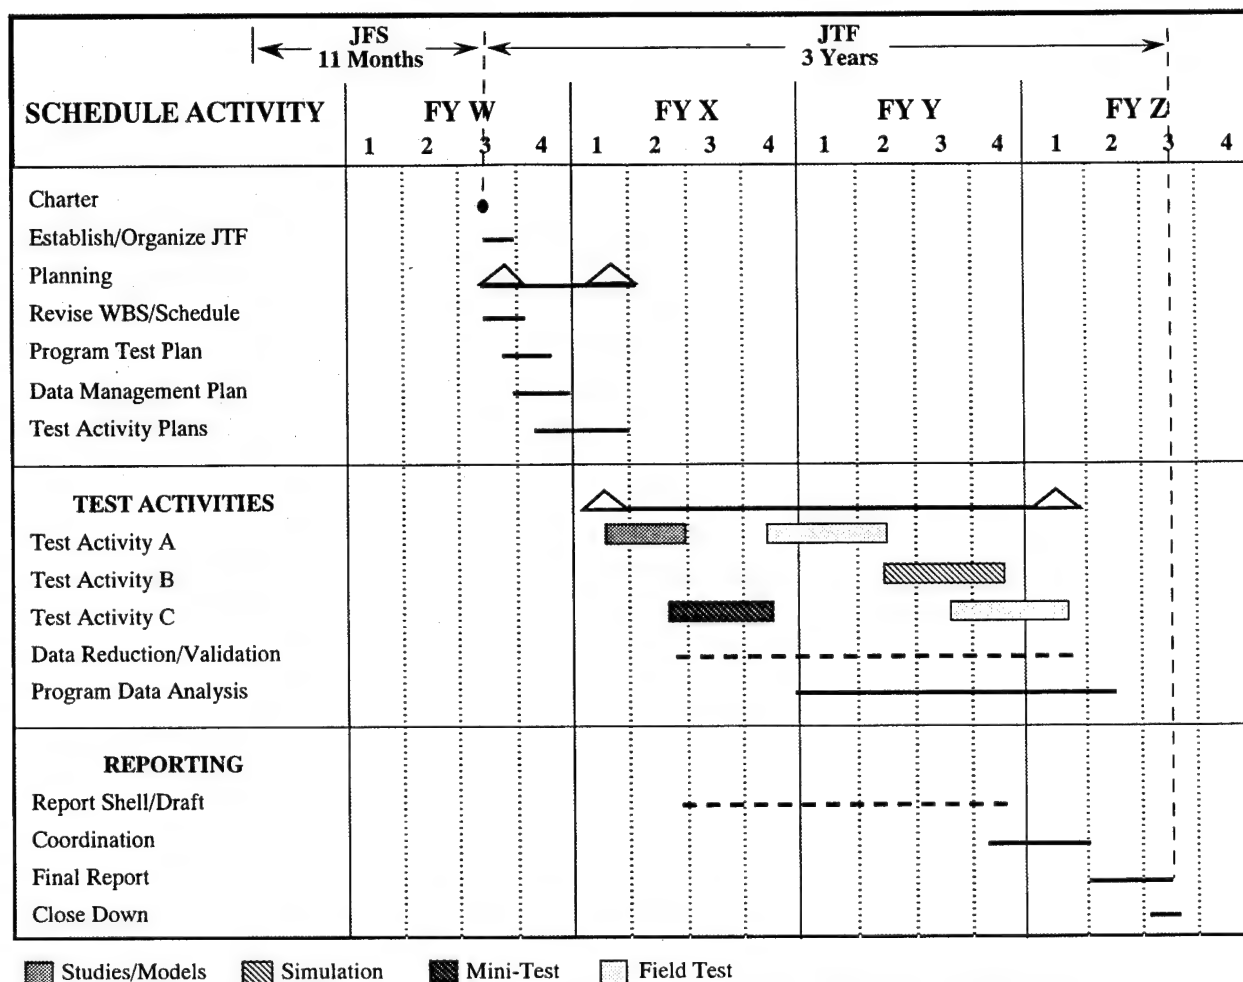 JFS
11 Months
JTF
3 Years
SCHEDULE ACTIVITY FY W FY X FY Y FY Z
1 2 3 4 1 2 3 4 1 2 3 4 1 2 3 4
Charter
Establish/Organize JTF
Planning
Revise WBS/Schedule
Program Test Plan
Data Management Plan
Test Activity Plans
TEST ACTIVITIES
Test Activity A
Test Activity B
Test Activity C
Data Reduction/Validation
Program Data Analysis
REPORTING
Report Shell/Draft
Coordination
Final Report
Close Down
Studies/Models Simulation Mini-Test Field Test